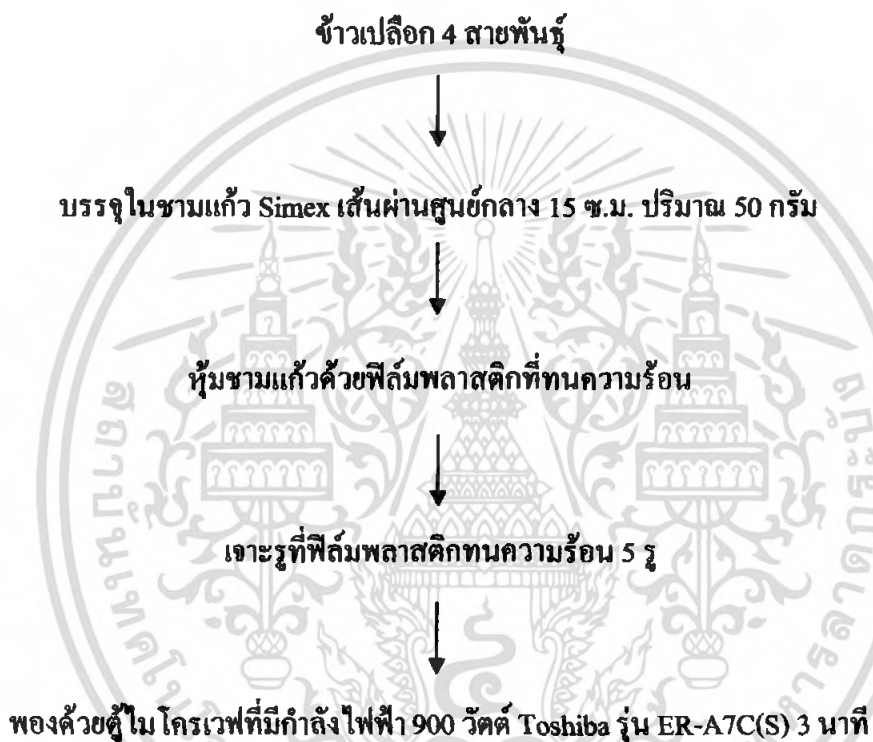 ข้าวเปลือก 4 สายพันธุ์
บรรจุในชามแก้ว Simex เส้นผ่านศูนย์กลาง 15 ซ.ม. ปริมาณ 50 กรัม
หุ้มชามแก้วด้วยฟิล์มพลาสติกที่ทนความร้อน
เจาะรูที่ฟิล์มพลาสติกทนความร้อน 5 รู
พองด้วยตู้ไมโครเวฟที่มีกำลังไฟฟ้า 900 วัตต์ Toshiba รุ่น ER-A7C(S) 3 นาที